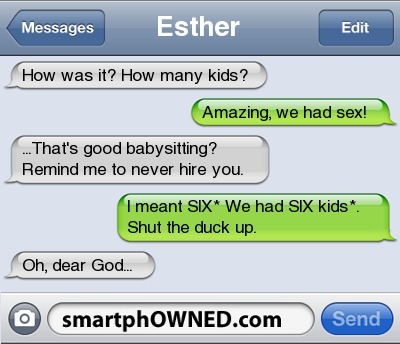 Messages
Esther
Edit
How was it? How many kids?
Amazing, we had sex!
...That's good babysitting?
Remind me to never hire you.
I meant SIX* We had SIX kids*.
Shut the duck up.
Oh, dear God...
smartphOWNED.com
Send